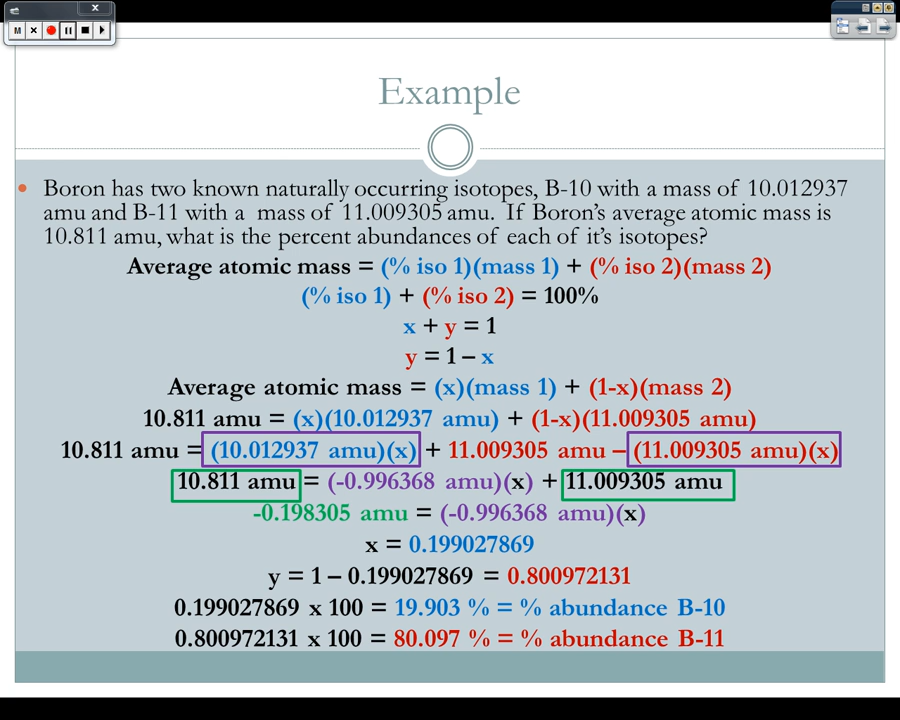 M
Example
• Boron has two known naturally occurring isotopes, B-10 with a mass of 10.012937
amu and B-11 with a mass of 11.009305 amu. If Boron's average atomic mass is
10.811 amu, what is the percent abundances of each of it's isotopes?
Average atomic mass = (% iso 1)(mass 1) + (% iso 2)(mass 2)
(% iso 1) + (% iso 2) = 100%
x + y = 1
y = 1 – x
Average atomic mass = (x)(mass 1) + (1-x)(mass 2)
10.811 amu = (x)(10.012937 amu) + (1-x)(11.009305 amu)
10.811 amu = (10.012937 amu)(x) + 11.009305 amu – (11.009305 amu)(x)
10.811 amu = (-0.996368 amu)(x) + 11.009305 amu
-0.198305 amu = (-0.996368 amu)(x)
x = 0.199027869
y = 1 – 0.199027869 = 0.800972131
0.199027869 x 100 = 19.903 % = % abundance B-10
0.800972131 x 100 = 80.097 % = % abundance B-11